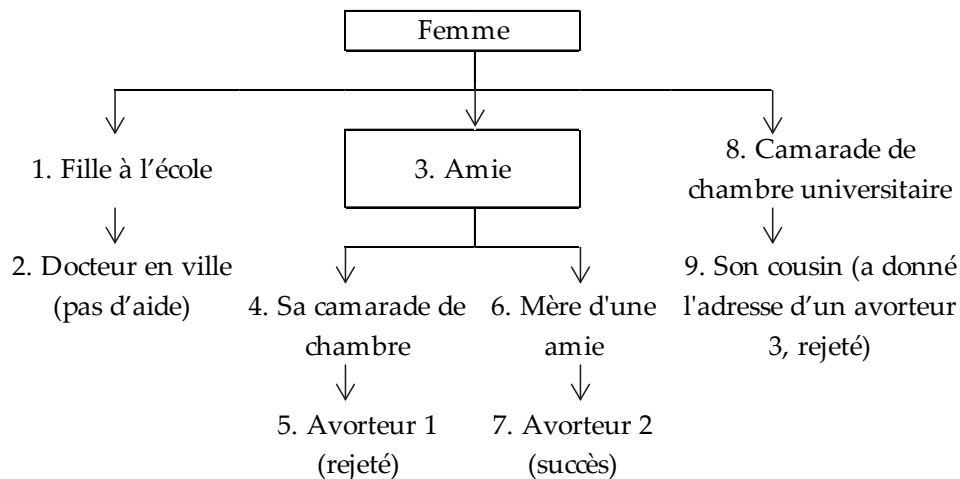 Femme
1. Fille à l’école
2. Docteur en ville
(pas d’aide)
3. Amie
4. Sa camarade de
chambre
5. Avorteur 1
(rejeté)
6. Mère d'une
amie
7. Avorteur 2
(succès)
8. Camarade de
chambre universitaire
9. Son cousin (a donné
l'adresse d’un avorteur
3, rejeté)